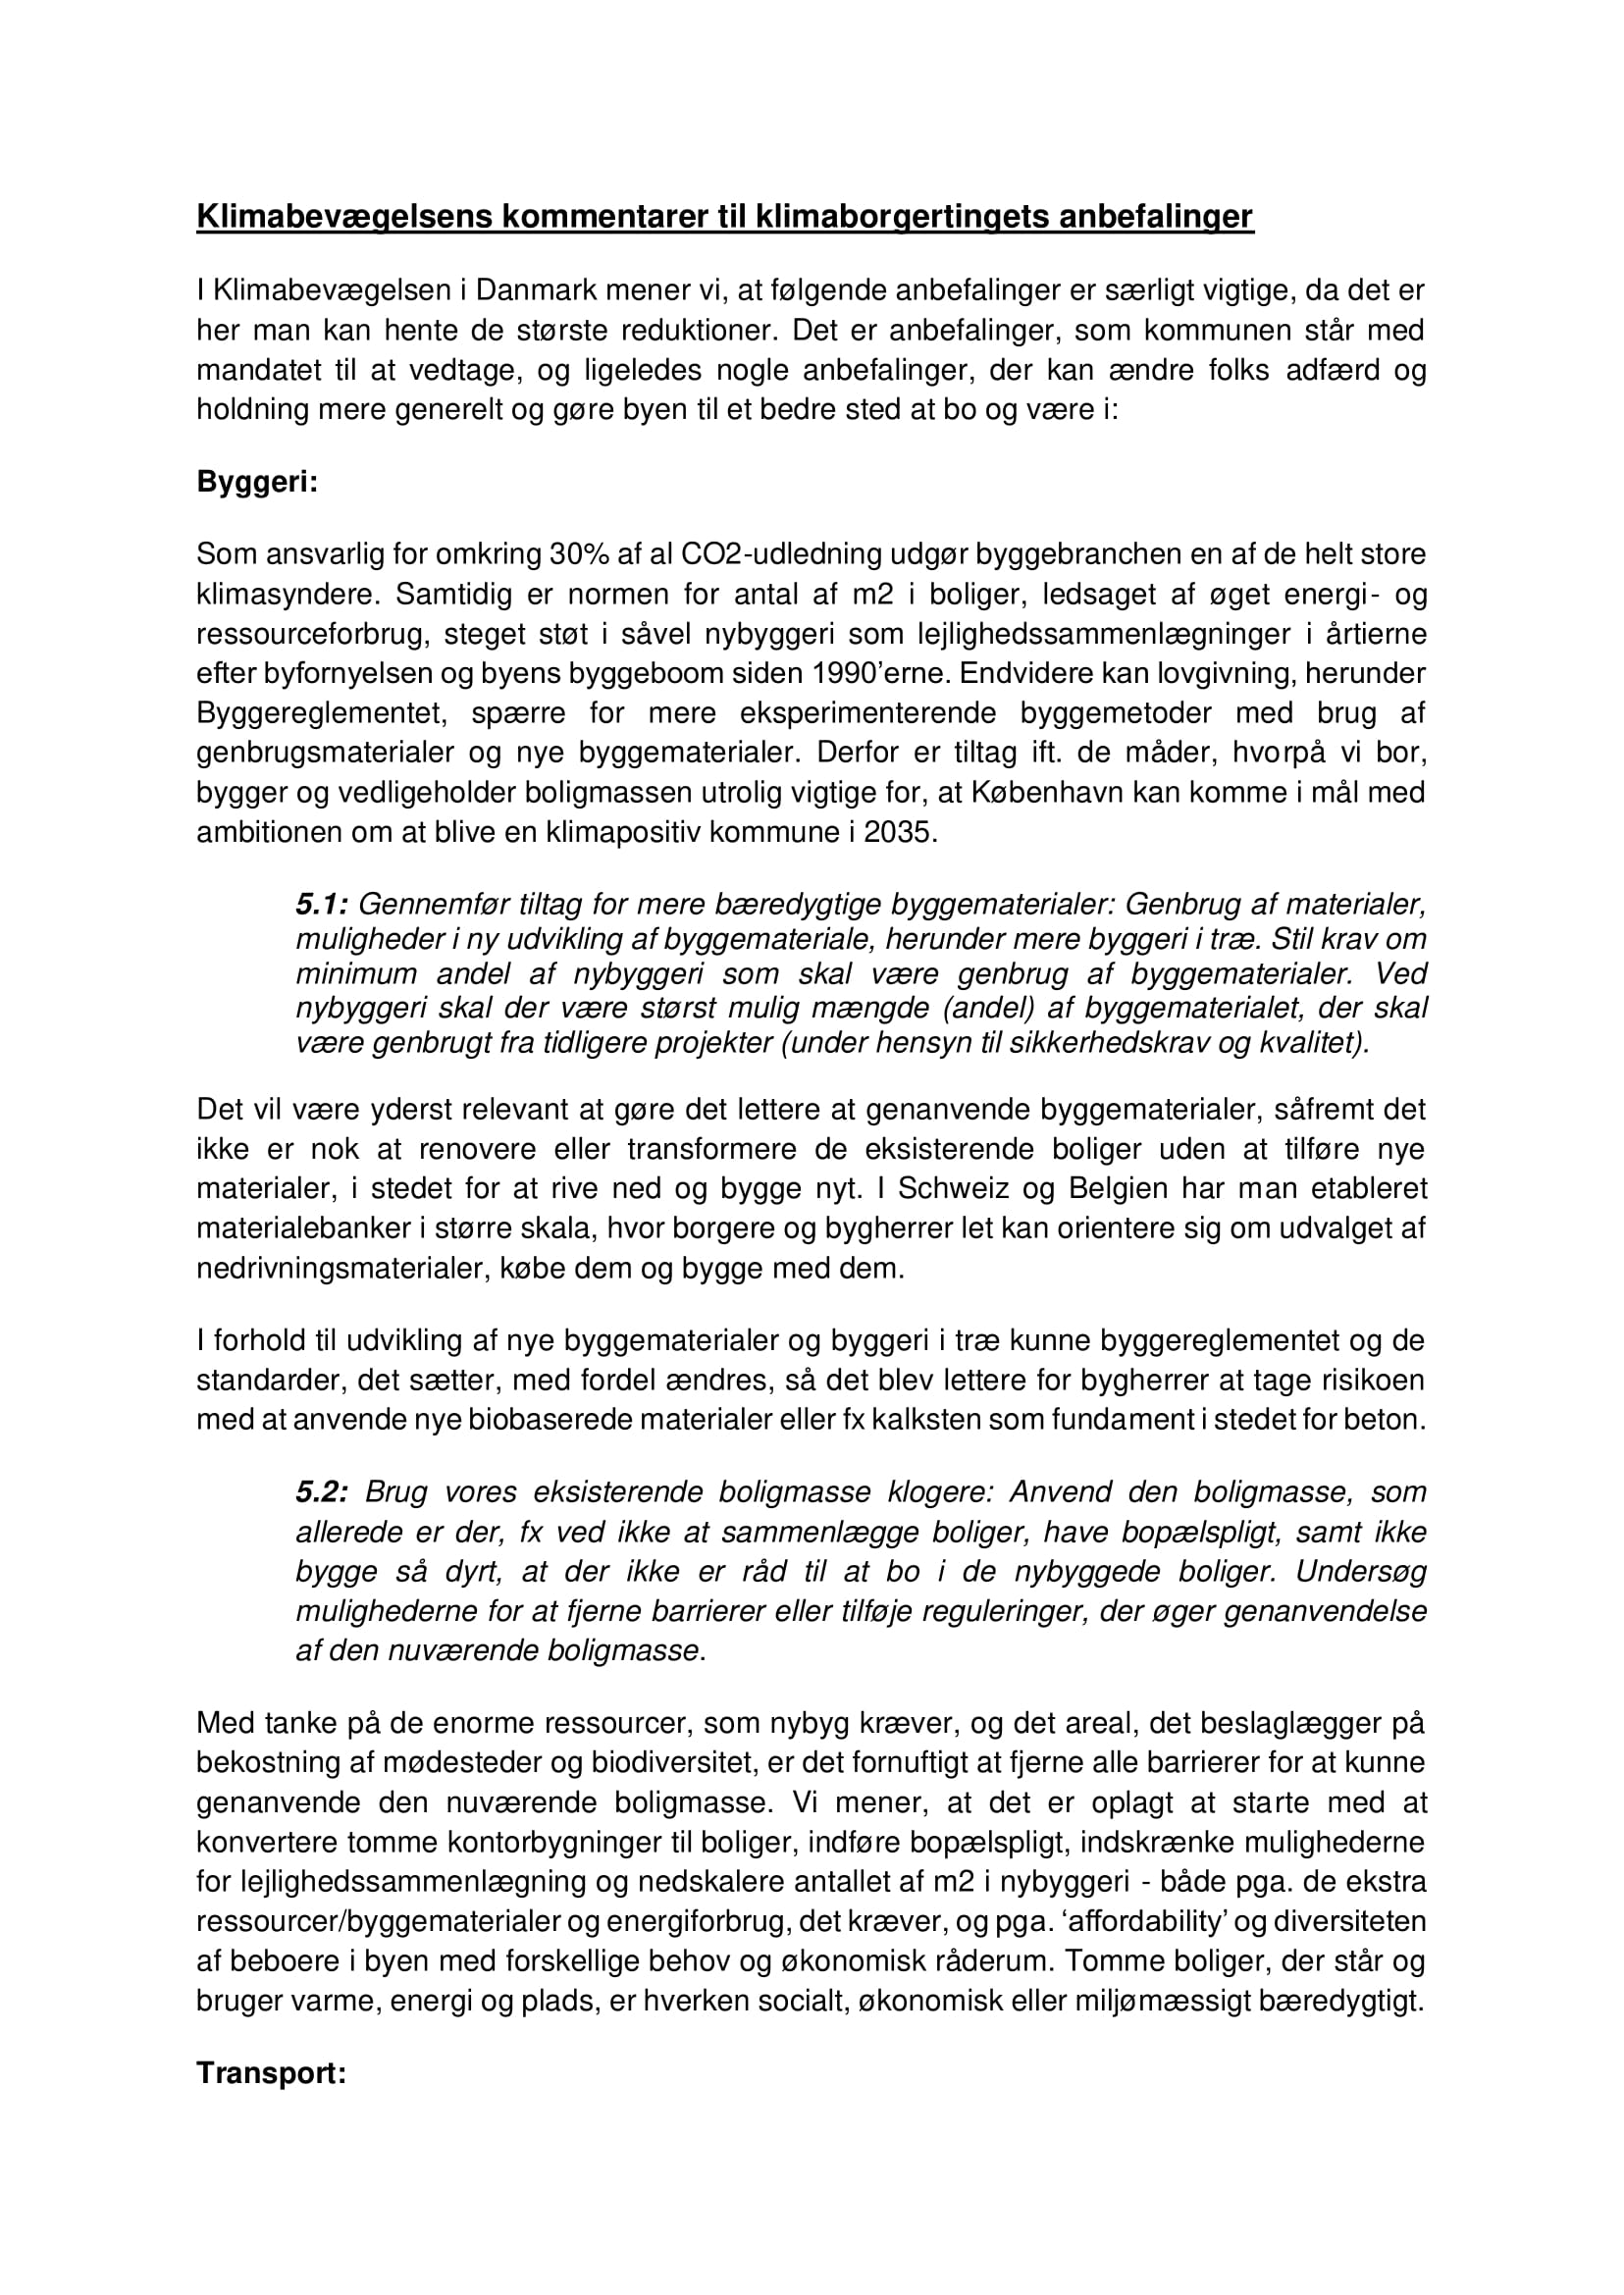 Klimabevægelsens kommentarer til klimaborgertingets anbefalinger
I Klimabevægelsen i Danmark mener vi, at følgende anbefalinger er særligt vigtige, da det er
her man kan hente de største reduktioner. Det er anbefalinger, som kommunen står med
mandatet til at vedtage, og ligeledes nogle anbefalinger, der kan ændre folks adfærd og
holdning mere generelt og gøre byen til et bedre sted at bo og være i:
Byggeri:
Som ansvarlig for omkring 30% af al CO2-udledning udgør byggebranchen en af de helt store
klimasyndere. Samtidig er normen for antal af m2 i boliger, ledsaget af øget energi- og
ressourceforbrug, steget støt i såvel nybyggeri som lejlighedssammenlægninger i årtierne
efter byfornyelsen og byens byggeboom siden 1990’erne. Endvidere kan lovgivning, herunder
Byggereglementet, spærre for mere eksperimenterende byggemetoder med brug af
genbrugsmaterialer og nye byggematerialer. Derfor er tiltag ift. de måder, hvorpå vi bor,
bygger og vedligeholder boligmassen utrolig vigtige for, at København kan komme i mål med
ambitionen om at blive en klimapositiv kommune i 2035.
5.1: Gennemfør tiltag for mere bæredygtige byggematerialer: Genbrug af materialer,
muligheder i ny udvikling af byggemateriale, herunder mere byggeri i træ. Stil krav om
minimum andel af nybyggeri som skal være genbrug af byggematerialer. Ved
nybyggeri skal der være størst mulig mængde (andel) af byggematerialet, der skal
være genbrugt fra tidligere projekter (under hensyn til sikkerhedskrav og kvalitet).
Det vil være yderst relevant at gøre det lettere at genanvende byggematerialer, såfremt det
ikke er nok at renovere eller transformere de eksisterende boliger uden at tilføre nye
materialer, i stedet for at rive ned og bygge nyt. I Schweiz og Belgien har man etableret
materialebanker i større skala, hvor borgere og bygherrer let kan orientere sig om udvalget af
nedrivningsmaterialer, købe dem og bygge med dem.
I forhold til udvikling af nye byggematerialer og byggeri i træ kunne byggereglementet og de
standarder, det sætter, med fordel ændres, så det blev lettere for bygherrer at tage risikoen
med at anvende nye biobaserede materialer eller fx kalksten som fundament i stedet for beton.
5.2: Brug vores eksisterende boligmasse klogere: Anvend den boligmasse, som
allerede er der, fx ved ikke at sammenlægge boliger, have bopælspligt, samt ikke
bygge så dyrt, at der ikke er råd til at bo i de nybyggede boliger. Undersøg
mulighederne for at fjerne barrierer eller tilføje reguleringer, der øger genanvendelse
af den nuværende boligmasse.
Med tanke på de enorme ressourcer, som nybyg kræver, og det areal, det beslaglægger på
bekostning af mødesteder og biodiversitet, er det fornuftigt at fjerne alle barrierer for at kunne
genanvende den nuværende boligmasse. Vi mener, at det er oplagt at starte med at
konvertere tomme kontorbygninger til boliger, indføre bopælspligt, indskrænke mulighederne
for lejlighedssammenlægning og nedskalere antallet af m2 i nybyggeri - både pga. de ekstra
ressourcer/byggematerialer og energiforbrug, det kræver, og pga. ‘affordability’ og diversiteten
af beboere i byen med forskellige behov og økonomisk råderum. Tomme boliger, der står og
bruger varme, energi og plads, er hverken socialt, økonomisk eller miljømæssigt bæredygtigt.
Transport: